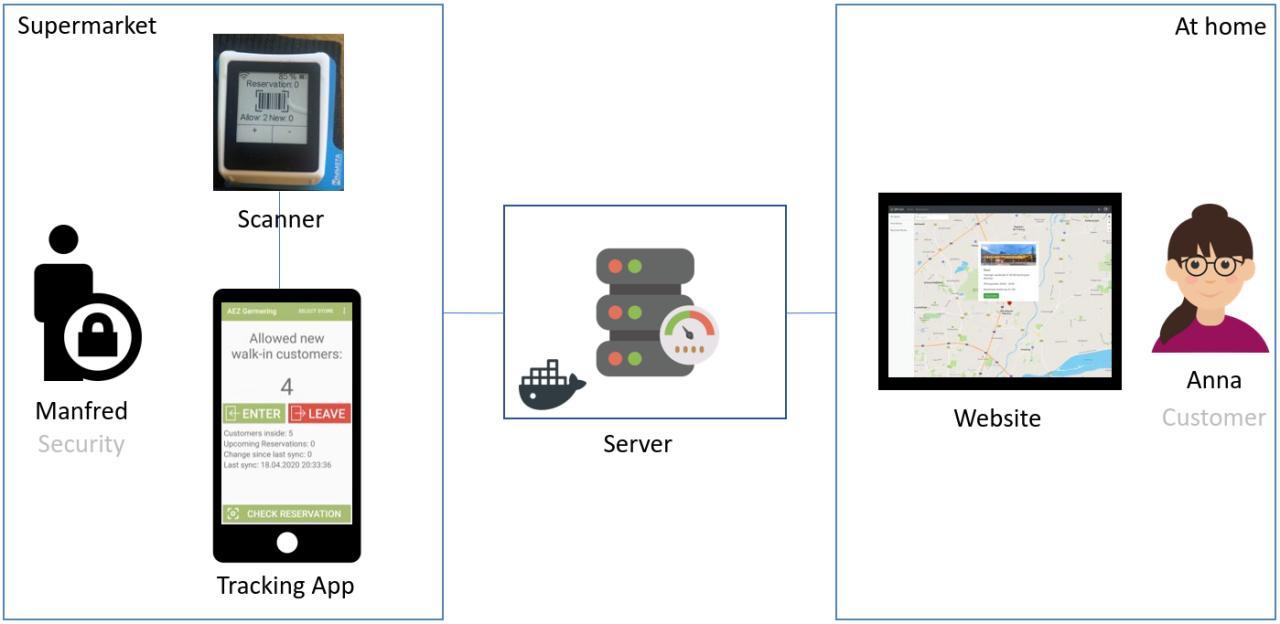 Supermarket
85 %
Reservation: 0
Allow: 2 New: 0
+ -
Scanner
Manfred
Security
AEZ Germering SELECT STORE
Allowed new
walk-in customers:
4
ENTER LEAVE
Customers inside: 5
Upcoming Reservations: 0
Change since last sync: 0
Last sync: 18.04.2020 20:33:36
CHECK RESERVATION
Tracking App
Server
At home
Website
Anna
Customer